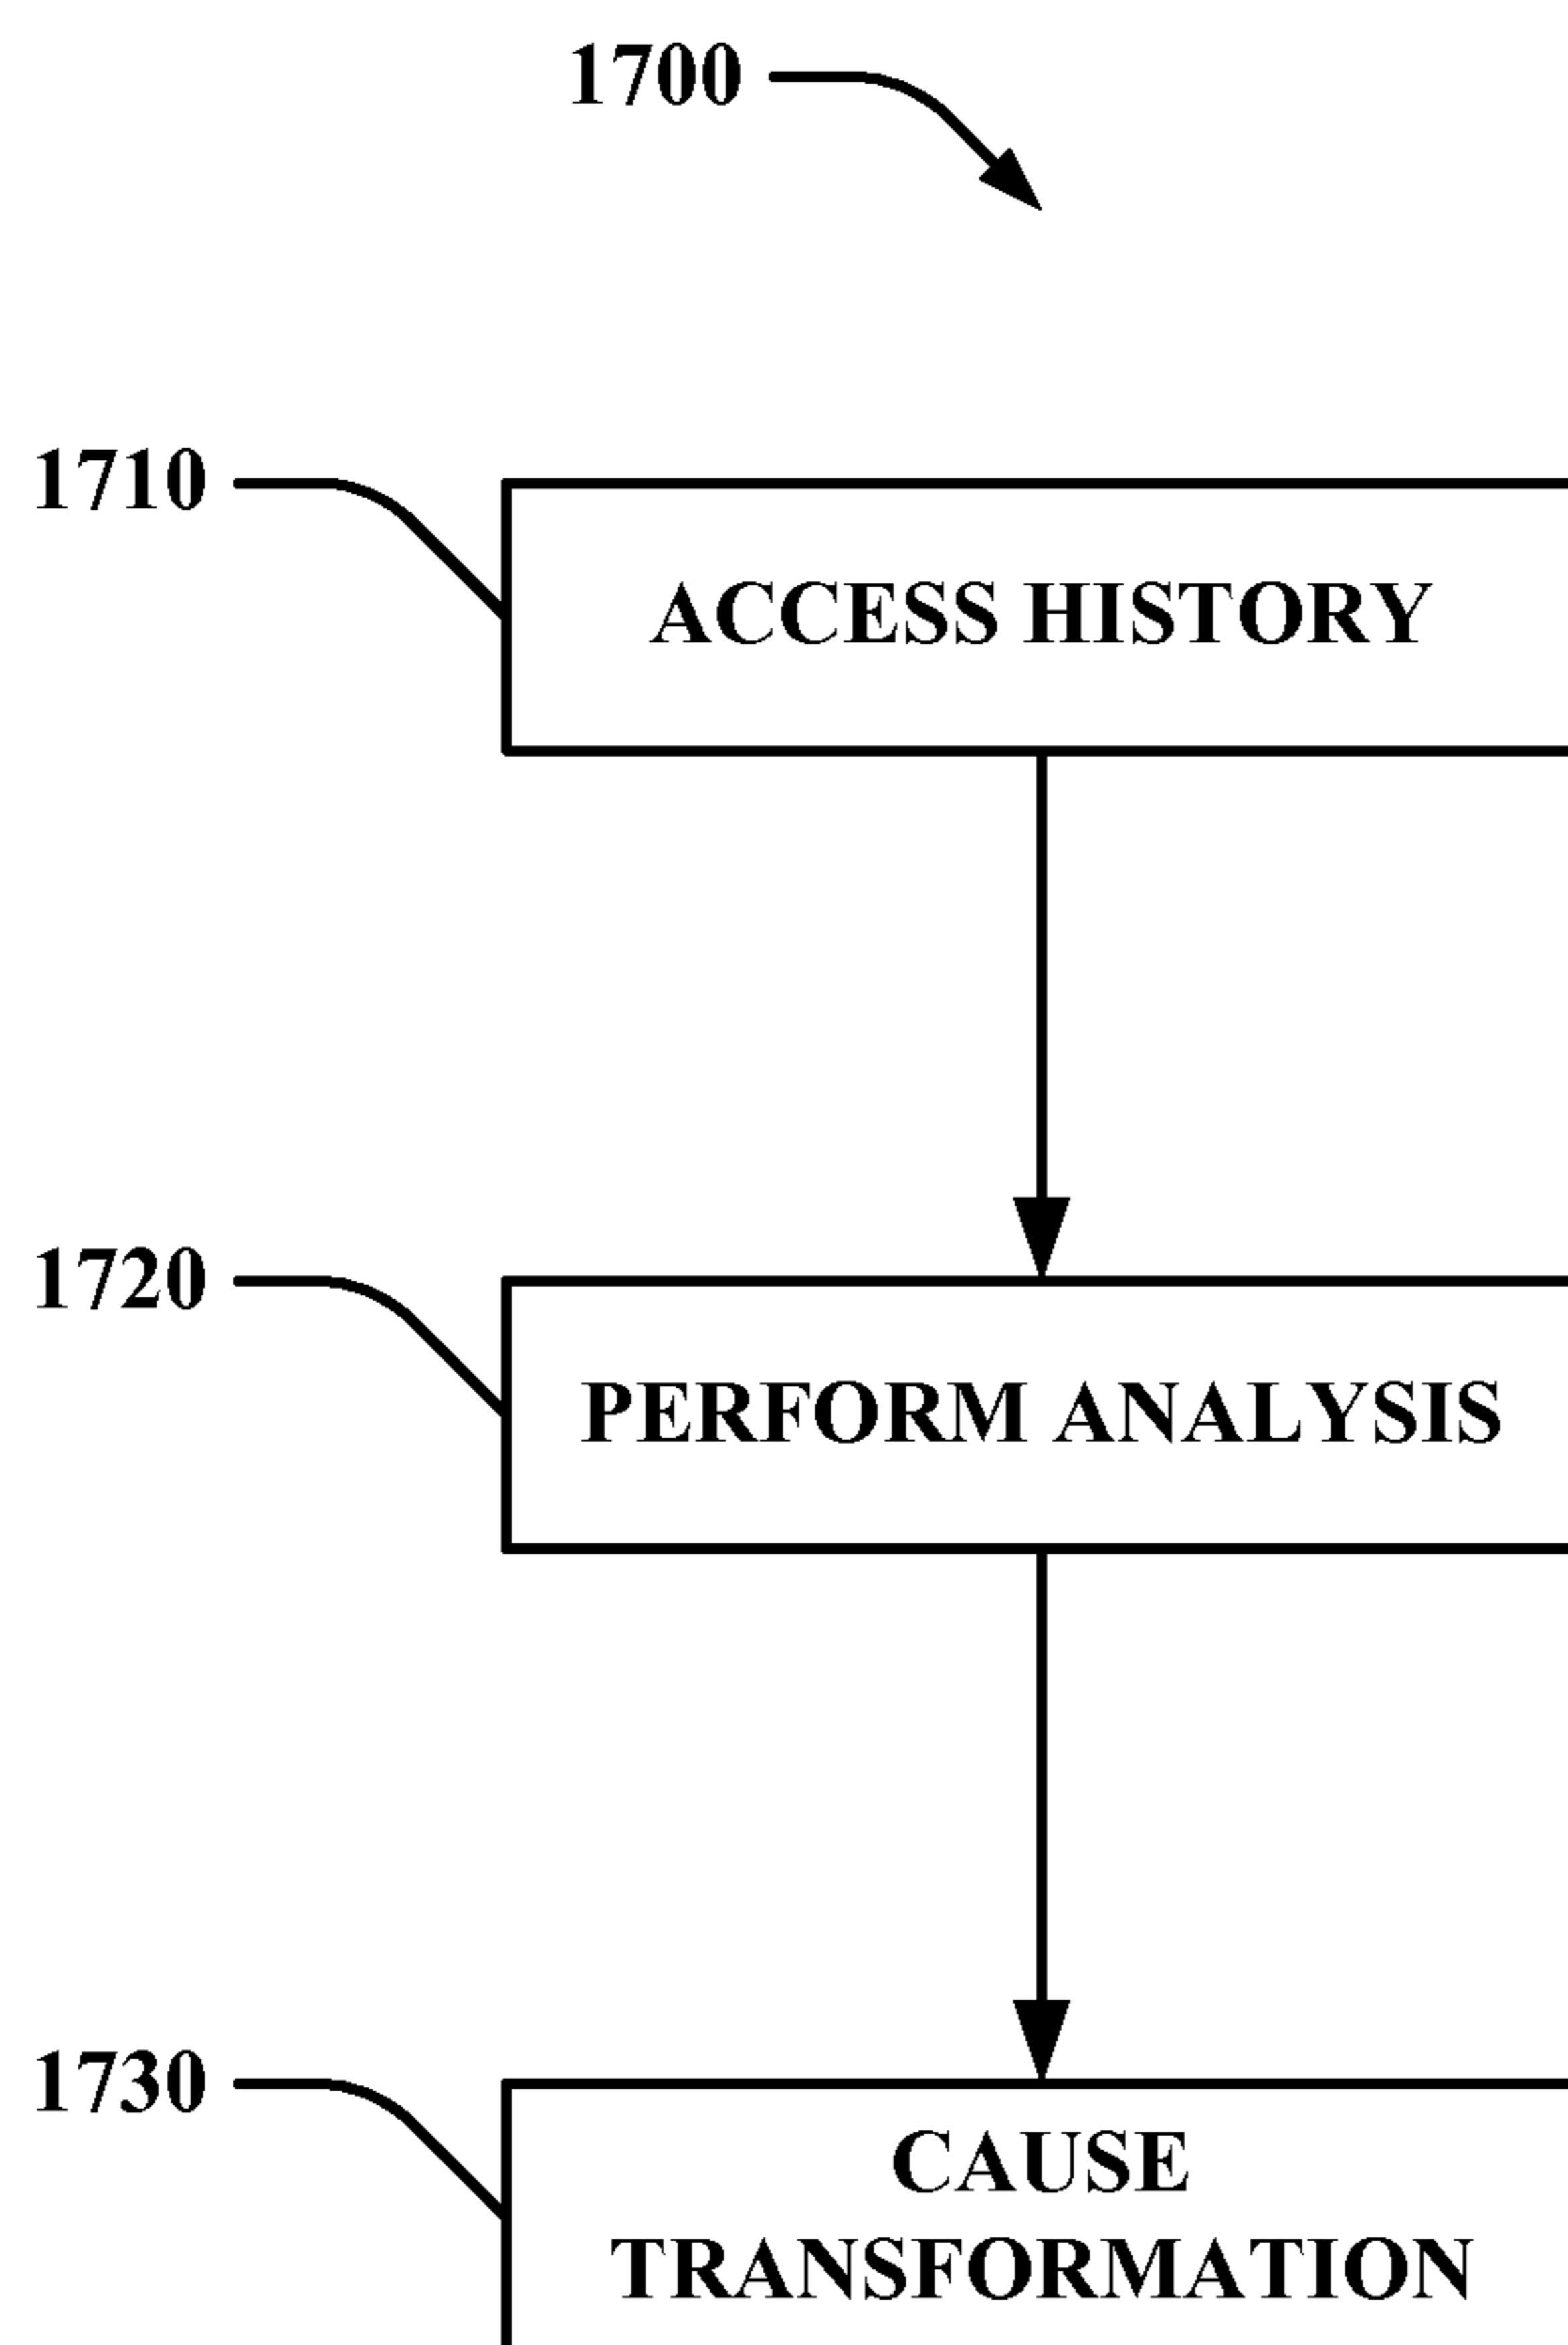 1700
1710
ACCESS HISTORY
1720
PERFORM ANALYSIS
1730
CAUSE
TRANSFORMATION